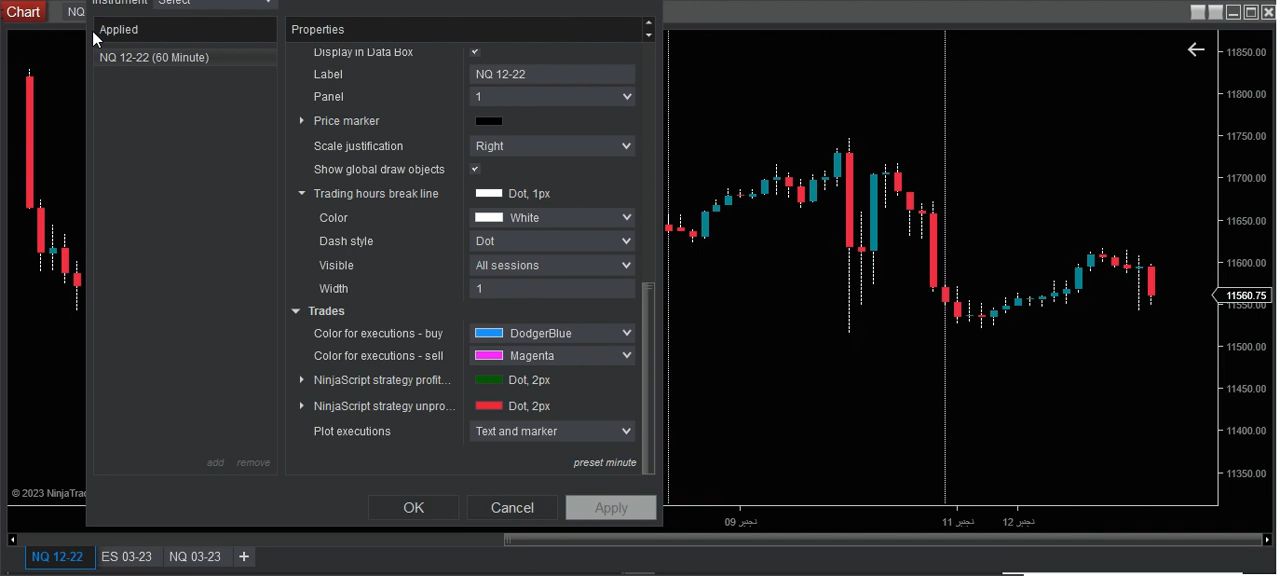 Chart
NQ
Instrument Select
Applied
NQ 12-22 (60 Minute)
add remove
Properties
Display in Data Box
Label NQ 12-22
Panel 1
Price marker
Scale justification Right
Show global draw objects
Trading hours break line Dot, 1px
Color White
Dash style Dot
Visible All sessions
Width 1
Trades
Color for executions - buy DodgerBlue
Color for executions - sell Magenta
NinjaScript strategy profit... Dot, 2px
NinjaScript strategy unpro... Dot, 2px
Plot executions Text and marker
preset minute
OK Cancel Apply
11850.00
11800.00
11750.00
11700.00
11650.00
11600.00
11560.75
11550.00
11500.00
11450.00
11400.00
11350.00
© 2023 NinjaTrad
09 نجنبر
11 نجنبر
12 نجنبر
NQ 12-22 ES 03-23 NQ 03-23 +